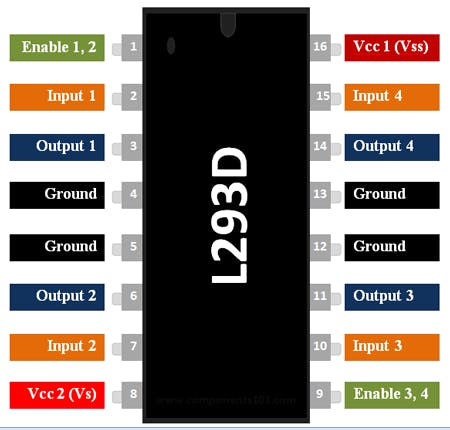 Enable 1, 2 1 16 Vcc 1 (Vss)
Input 1 2 15 Input 4
Output 1 3 14 Output 4
Ground 4 13 Ground
L293D
Ground 5 12 Ground
Output 2 6 11 Output 3
Input 2 7 10 Input 3
Vcc 2 (Vs) 8 9 Enable 3, 4
www.components101.com